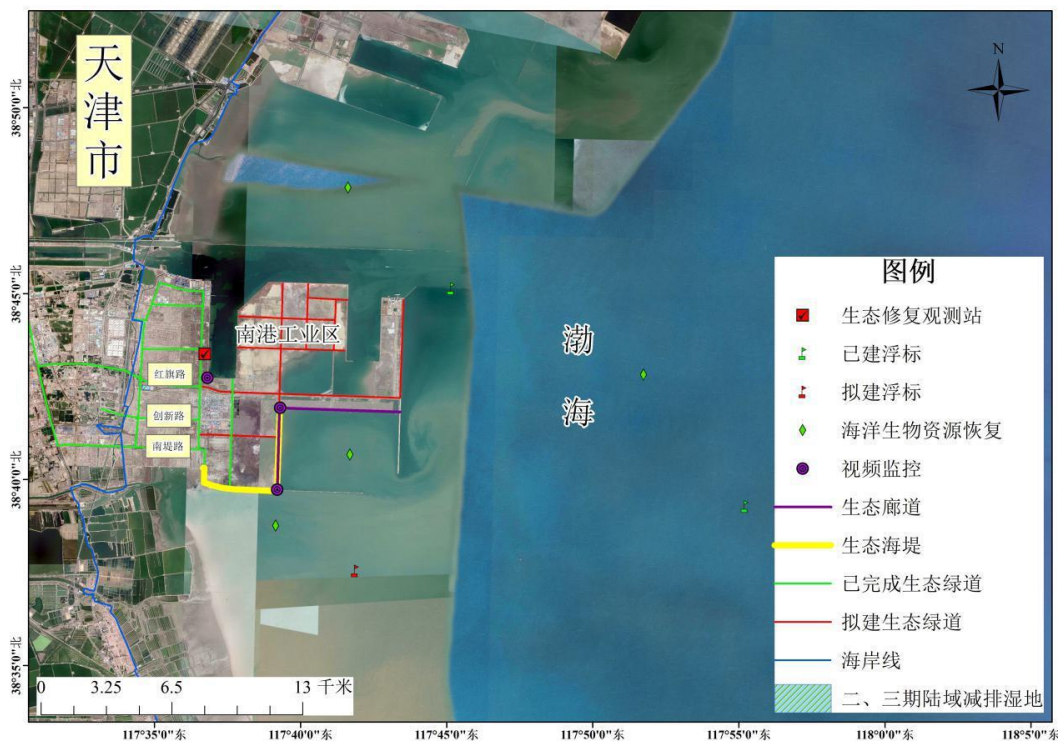 天津市
38°50'0"北
38°45'0"北
38°40'0"北
38°35'0"北
N
南港工业区
红旗路
创新路
南堤路
渤
海
图例
生态修复观测站
已建浮标
拟建浮标
海洋生物资源恢复
视频监控
生态廊道
生态海堤
已完成生态绿道
拟建生态绿道
海岸线
二、三期陆域减排湿地
0 3.25 6.5 13 千米
117°35'0"东 117°40'0"东 117°45'0"东 117°50'0"东 117°55'0"东 118°0'0"东 118°5'0"东